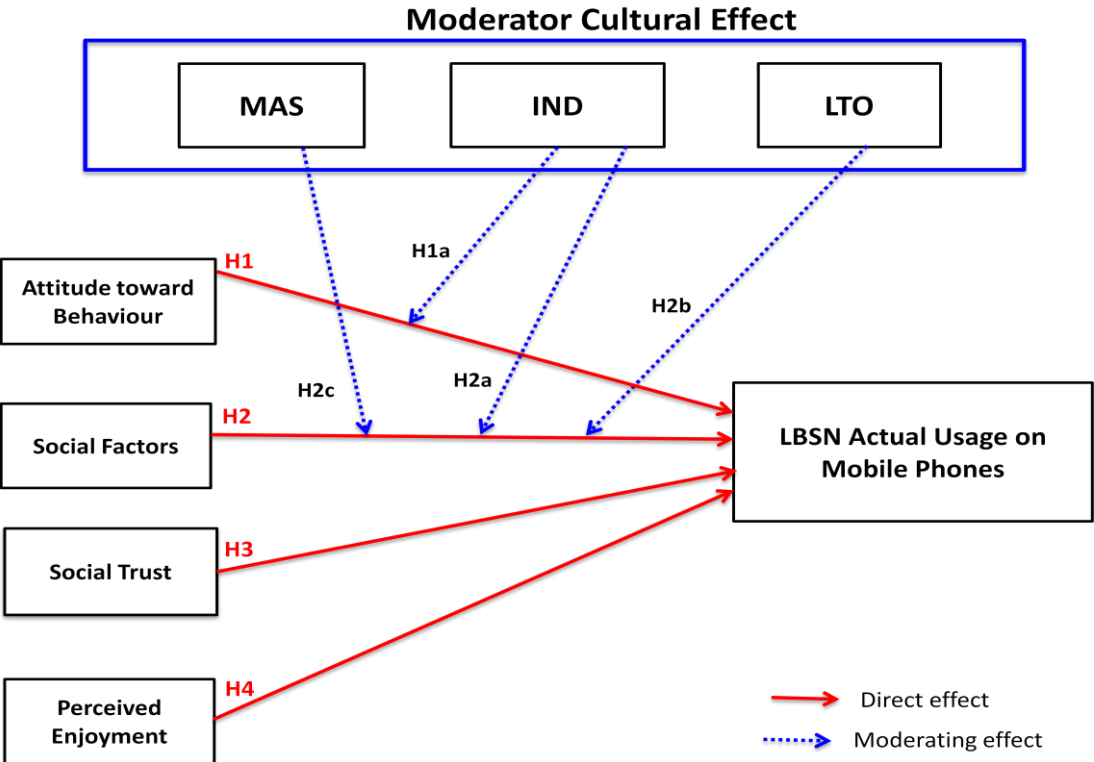 Moderator Cultural Effect
MAS
IND
LTO
H1a
H1
Attitude toward
Behaviour
H2b
H2a
H2c
H2
Social Factors
LBSN Actual Usage on
Mobile Phones
H3
Social Trust
H4
Perceived
Enjoyment
Direct effect
Moderating effect